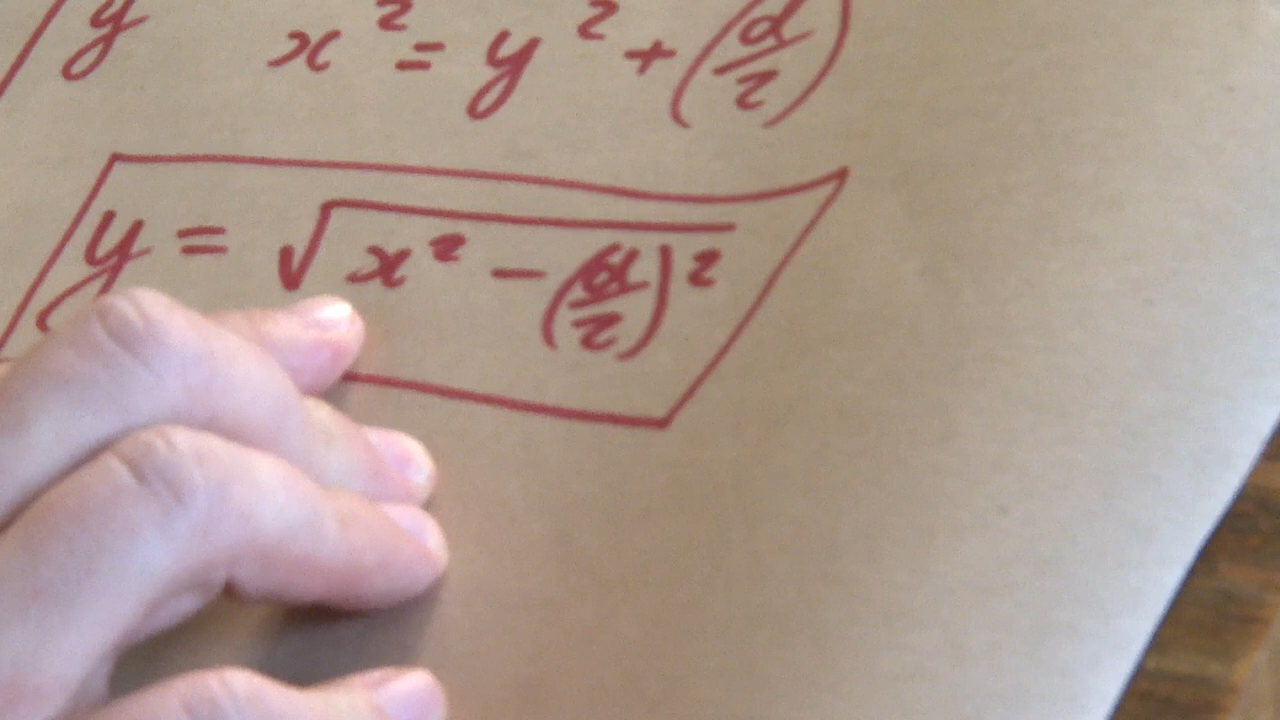 y x² = y² + (d/2)
y = √(x² - (d/2)²)